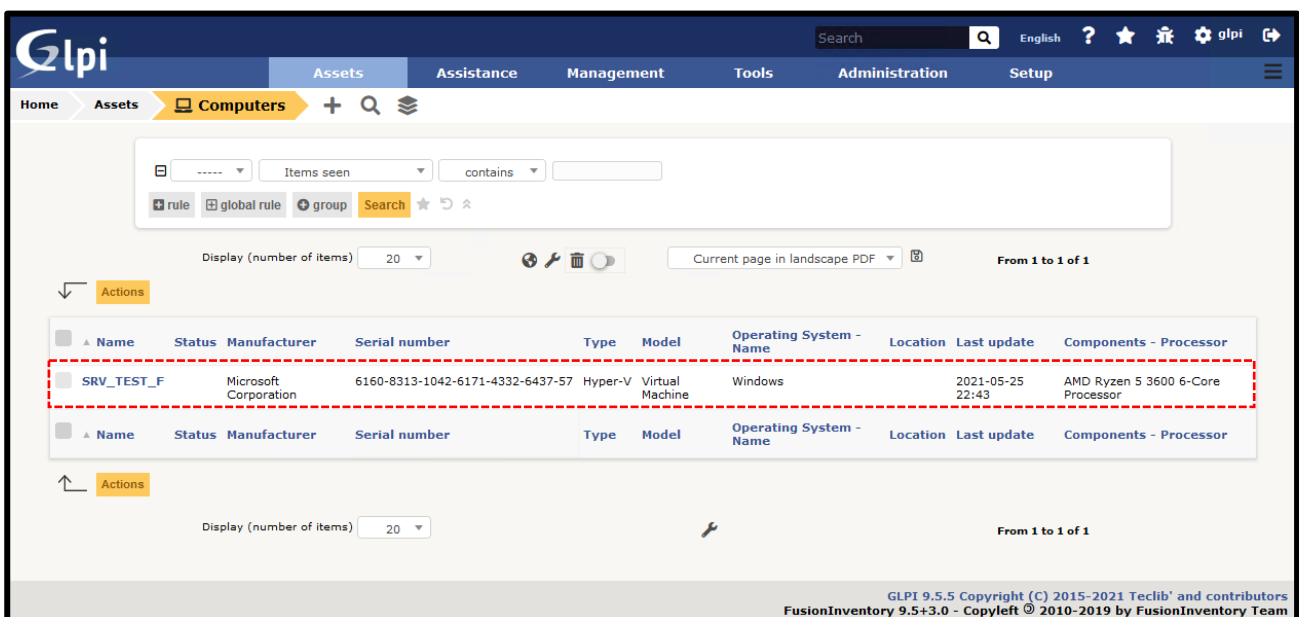 Glpi
Search English ? glpi
Assets Assistance Management Tools Administration Setup
Home Assets Computers
----- Items seen contains
rule global rule group Search
Display (number of items) 20 Current page in landscape PDF From 1 to 1 of 1
Actions
Name Status Manufacturer Serial number Type Model Operating System - Name Location Last update Components - Processor
SRV_TEST_F Microsoft Corporation 6160-8313-1042-6171-4332-6437-57 Hyper-V Virtual Machine Windows 2021-05-25 22:43 AMD Ryzen 5 3600 6-Core Processor
Name Status Manufacturer Serial number Type Model Operating System - Name Location Last update Components - Processor
Actions
Display (number of items) 20 From 1 to 1 of 1
GLPI 9.5.5 Copyright (C) 2015-2021 Teclib' and contributors
FusionInventory 9.5+3.0 - Copyleft 🄯 2010-2019 by FusionInventory Team